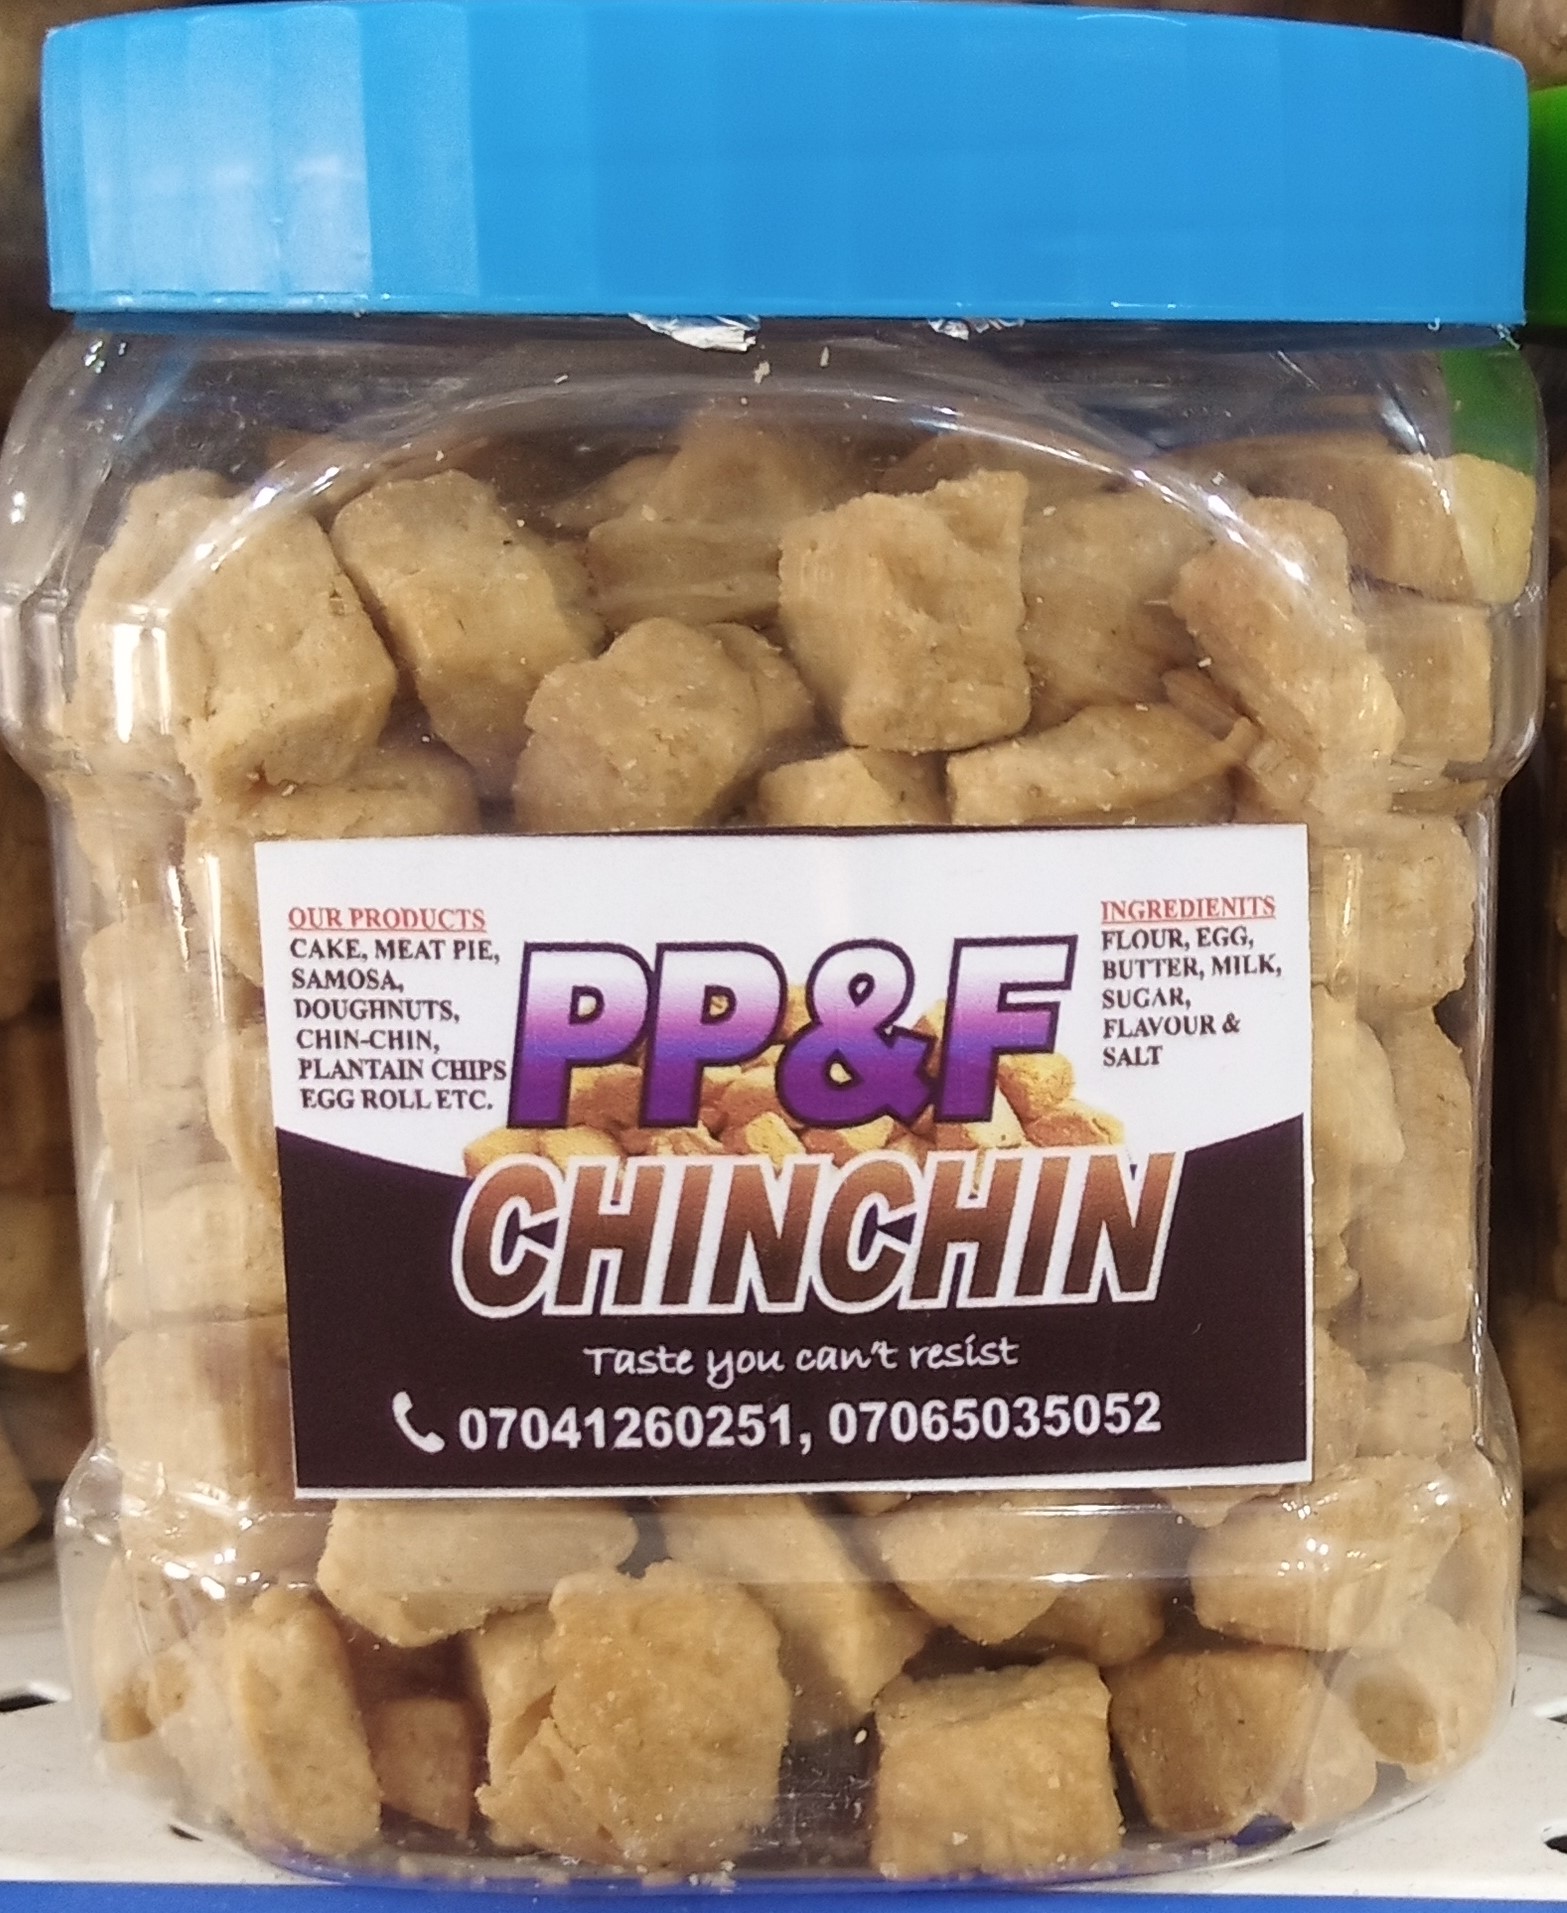 OUR PRODUCTS
CAKE, MEAT PIE,
SAMOSA,
DOUGHNUTS,
CHIN-CHIN,
PLANTAIN CHIPS
EGG ROLL ETC.
PP&F
CHINCHIN
INGREDIENITS
FLOUR, EGG,
BUTTER, MILK,
SUGAR,
FLAVOUR &
SALT
Taste you can't resist
07041260251, 07065035052